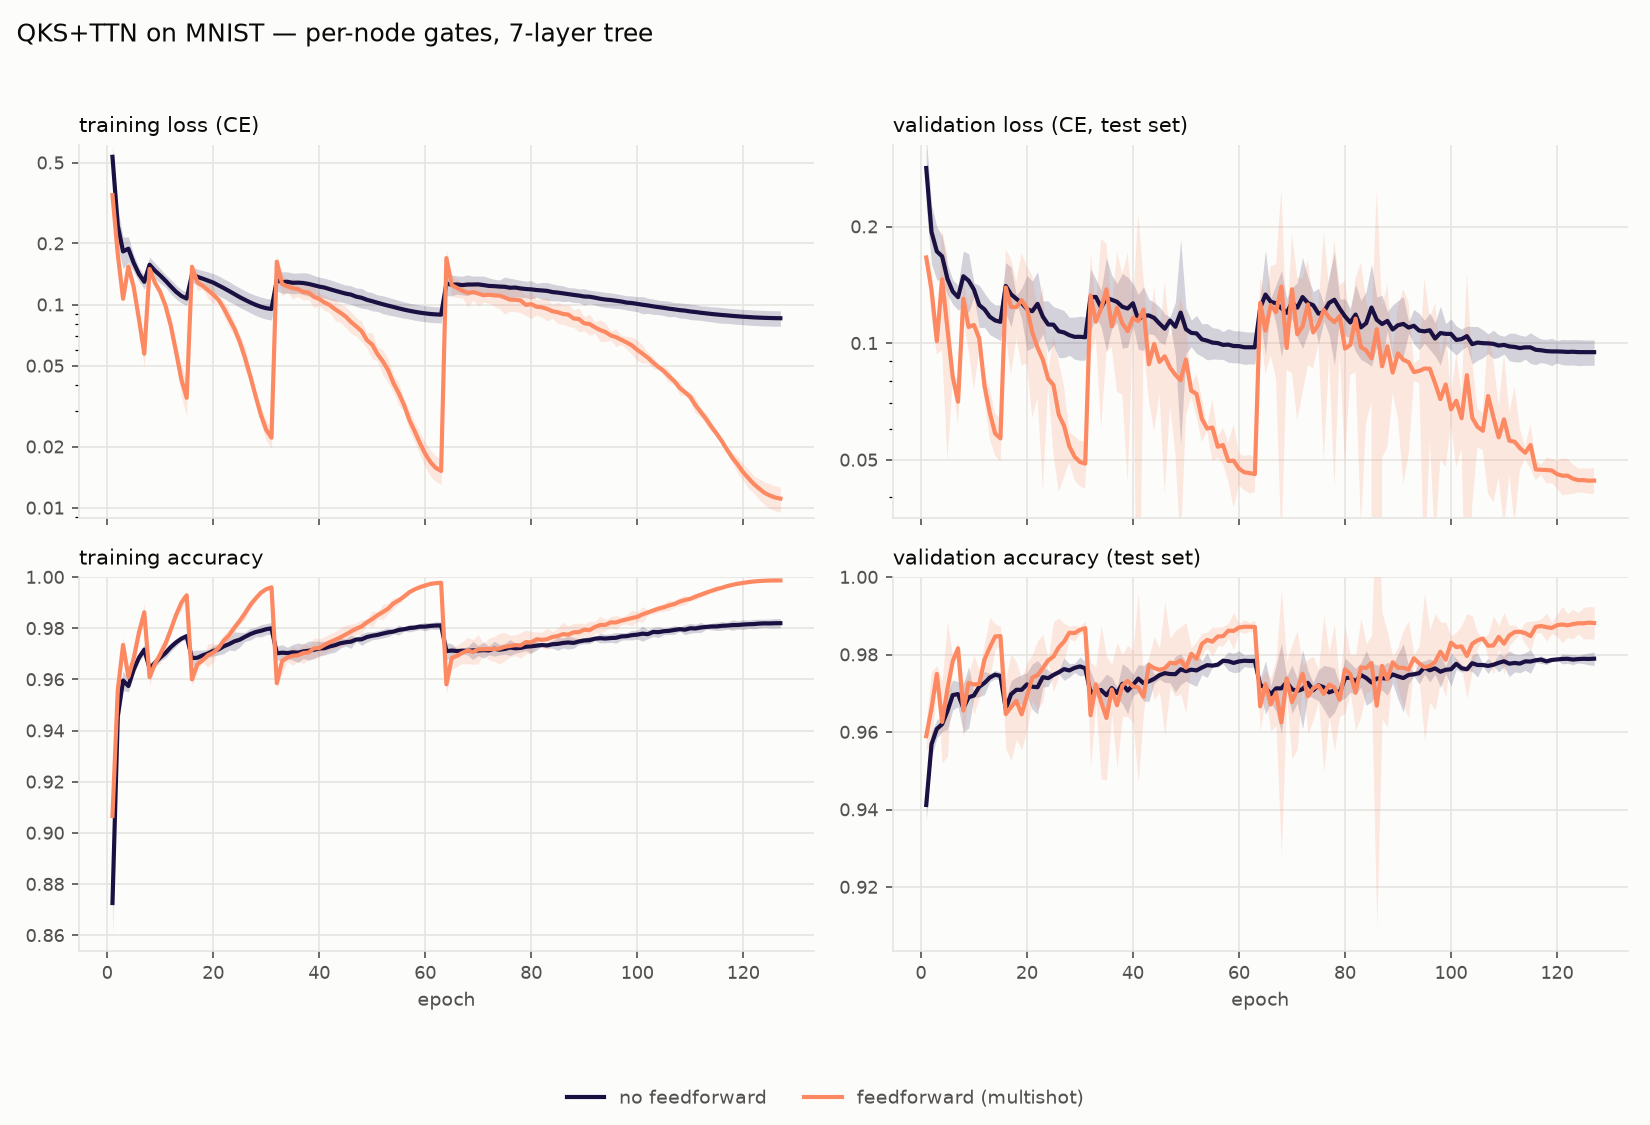 QKS+TTN on MNIST — per-node gates, 7-layer tree
training loss (CE)
0.5
0.2
0.1
0.05
0.02
0.01
validation loss (CE, test set)
0.2
0.1
0.05
training accuracy
1.00
0.98
0.96
0.94
0.92
0.90
0.88
0.86
0 20 40 60 80 100 120
epoch
validation accuracy (test set)
1.00
0.98
0.96
0.94
0.92
0 20 40 60 80 100 120
epoch
no feedforward feedforward (multishot)